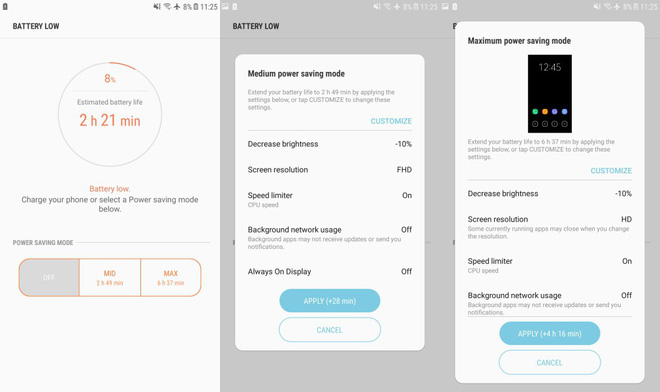 8% 11:25
BATTERY LOW
8%
Estimated battery life
2 h 21 min
Battery low.
Charge your phone or select a Power saving mode
below.
POWER SAVING MODE
OFF
MID
2 h 49 min
MAX
6 h 37 min
8% 11:25
BATTERY LOW
Medium power saving mode
Extend your battery life to 2 h 49 min by applying the
settings below, or tap CUSTOMIZE to change these
settings.
CUSTOMIZE
Decrease brightness -10%
Screen resolution FHD
Speed limiter On
CPU speed
Background network usage Off
Background apps may not receive updates or send you
notifications.
Always On Display Off
APPLY (+28 min)
CANCEL
8% 11:25
Maximum power saving mode
12:45
Extend your battery life to 6 h 37 min by applying the
settings below, or tap CUSTOMIZE to change these
settings.
CUSTOMIZE
Decrease brightness -10%
Screen resolution HD
Some currently running apps may close when you change
the resolution.
Speed limiter On
CPU speed
Background network usage Off
Background apps may not receive updates or send you
notifications.
APPLY (+4 h 16 min)
CANCEL